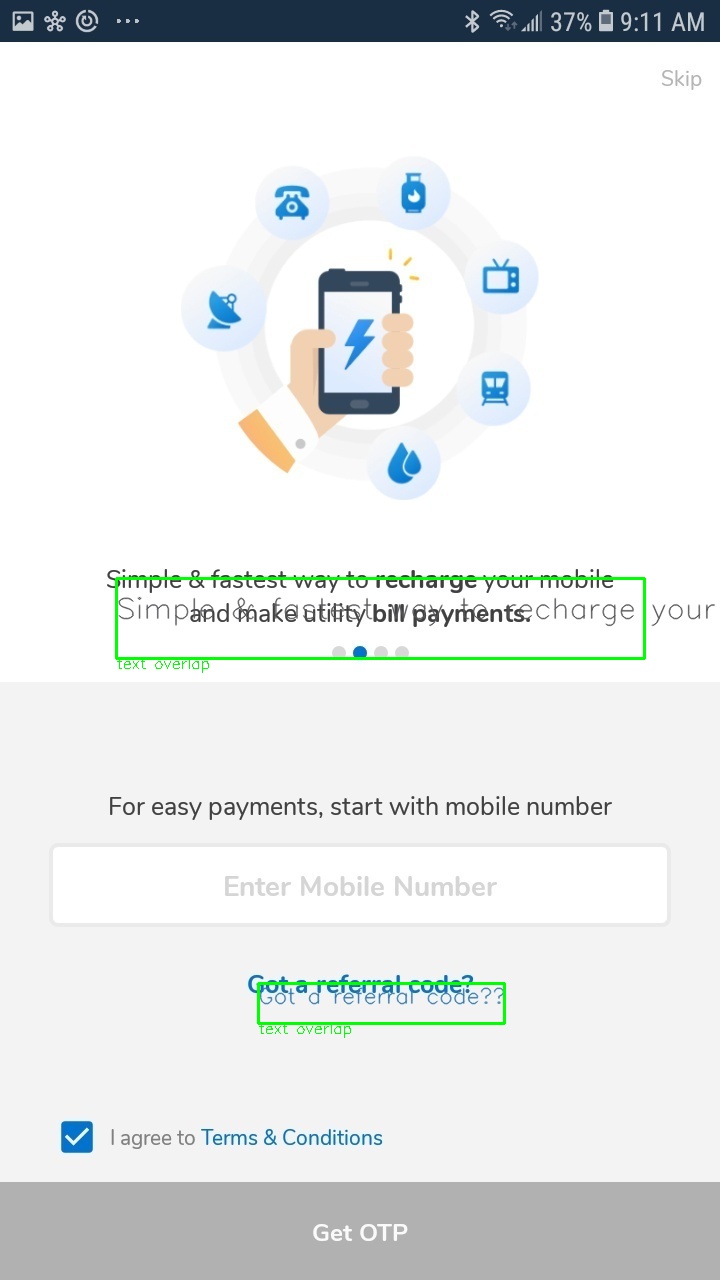 37% 9:11 AM
Skip
Simple & fastest way to recharge your mobile
Simple & fastest way to recharge your
and make utility bill payments.
text overlap
For easy payments, start with mobile number
Enter Mobile Number
Got a referral code?
Got a referral code??
text overlap
I agree to Terms & Conditions
Get OTP